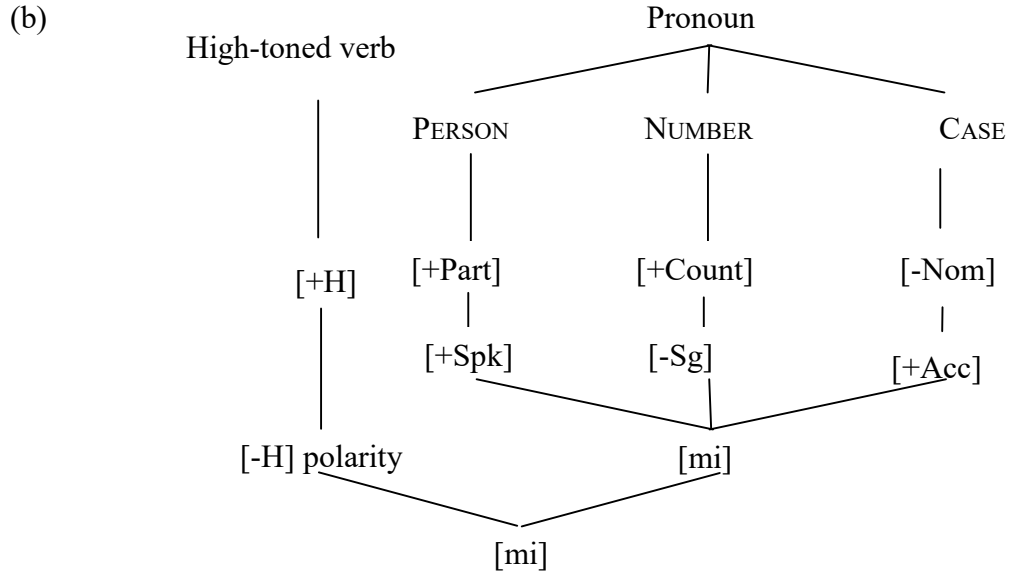 (b)
Pronoun
High-toned verb
PERSON NUMBER CASE
[+H] [+Part] [+Count] [-Nom]
[+Spk] [-Sg] [+Acc]
[-H] polarity [mi]
[mi]